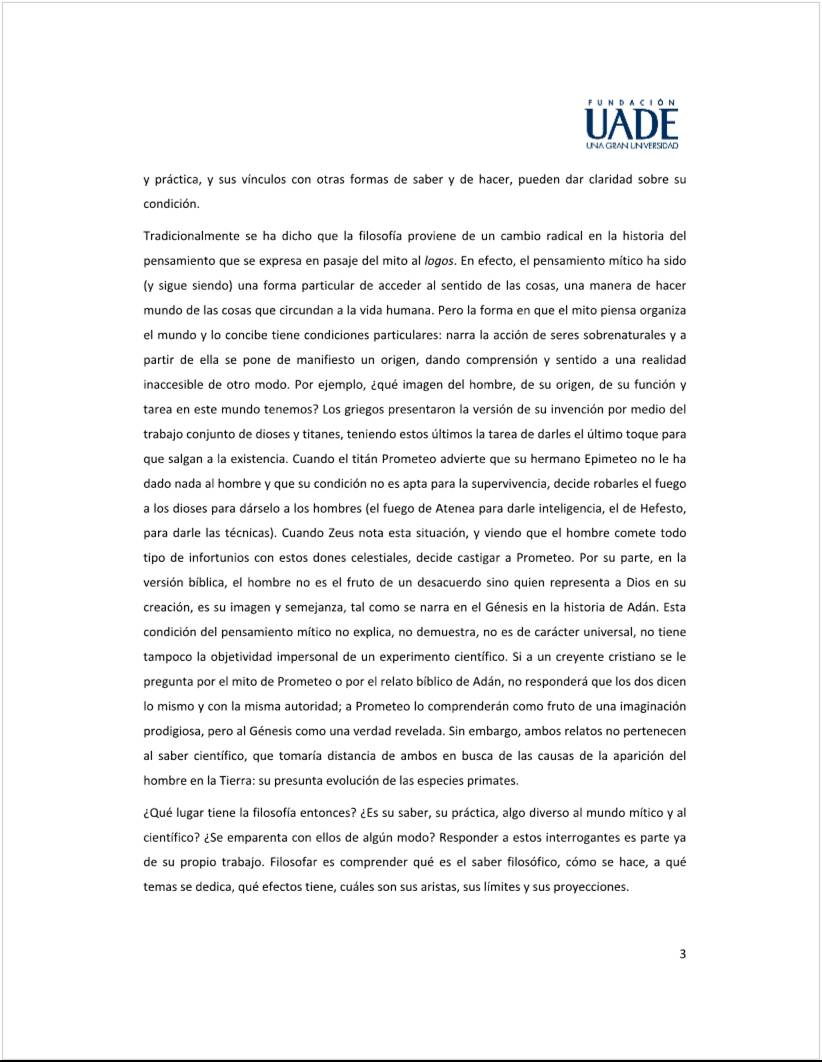 FUNDACIÓN
UADE
UNA GRAN UNIVERSIDAD
y práctica, y sus vínculos con otras formas de saber y de hacer, pueden dar claridad sobre su
condición.
Tradicionalmente se ha dicho que la filosofía proviene de un cambio radical en la historia del
pensamiento que se expresa en pasaje del mito al logos. En efecto, el pensamiento mítico ha sido
(y sigue siendo) una forma particular de acceder al sentido de las cosas, una manera de hacer
mundo de las cosas que circundan a la vida humana. Pero la forma en que el mito piensa organiza
el mundo y lo concibe tiene condiciones particulares: narra la acción de seres sobrenaturales y a
partir de ella se pone de manifiesto un origen, dando comprensión y sentido a una realidad
inaccesible de otro modo. Por ejemplo, ¿qué imagen del hombre, de su origen, de su función y
tarea en este mundo tenemos? Los griegos presentaron la versión de su invención por medio del
trabajo conjunto de dioses y titanes, teniendo estos últimos la tarea de darles el último toque para
que salgan a la existencia. Cuando el titán Prometeo advierte que su hermano Epimeteo no le ha
dado nada al hombre y que su condición no es apta para la supervivencia, decide robarles el fuego
a los dioses para dárselo a los hombres (el fuego de Atenea para darle inteligencia, el de Hefesto,
para darle las técnicas). Cuando Zeus nota esta situación, y viendo que el hombre comete todo
tipo de infortunios con estos dones celestiales, decide castigar a Prometeo. Por su parte, en la
versión bíblica, el hombre no es el fruto de un desacuerdo sino quien representa a Dios en su
creación, es su imagen y semejanza, tal como se narra en el Génesis en la historia de Adán. Esta
condición del pensamiento mítico no explica, no demuestra, no es de carácter universal, no tiene
tampoco la objetividad impersonal de un experimento científico. Si a un creyente cristiano se le
pregunta por el mito de Prometeo o por el relato bíblico de Adán, no responderá que los dos dicen
lo mismo y con la misma autoridad; a Prometeo lo comprenderán como fruto de una imaginación
prodigiosa, pero al Génesis como una verdad revelada. Sin embargo, ambos relatos no pertenecen
al saber científico, que tomaría distancia de ambos en busca de las causas de la aparición del
hombre en la Tierra: su presunta evolución de las especies primates.
¿Qué lugar tiene la filosofía entonces? ¿Es su saber, su práctica, algo diverso al mundo mítico y al
científico? ¿Se emparenta con ellos de algún modo? Responder a estos interrogantes es parte ya
de su propio trabajo. Filosofar es comprender qué es el saber filosófico, cómo se hace, a qué
temas se dedica, qué efectos tiene, cuáles son sus aristas, sus límites y sus proyecciones.
3